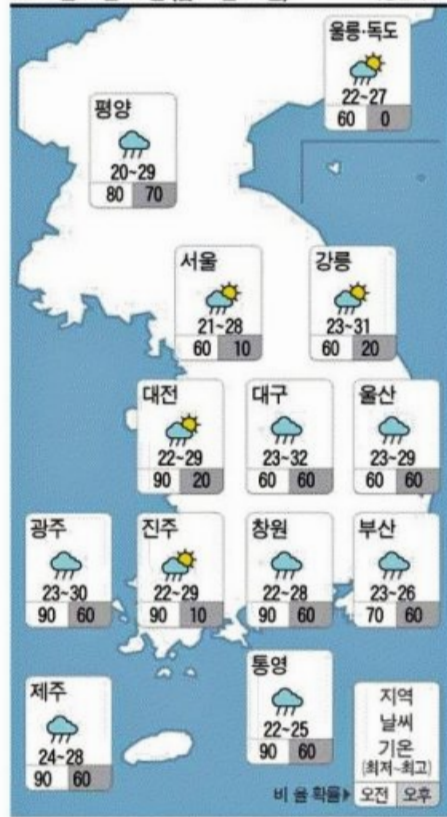 울릉·독도
22~27
60 0
평양
20~29
80 70
서울
21~28
60 10
강릉
23~31
60 20
대전
22~29
90 20
대구
23~32
60 60
울산
23~29
60 60
광주
23~30
90 60
진주
22~29
90 10
창원
22~28
90 60
부산
23~26
70 60
제주
24~28
90 60
통영
22~25
90 60
지역
날씨
기온
(최저~최고)
비 올 확률▶ 오전 오후